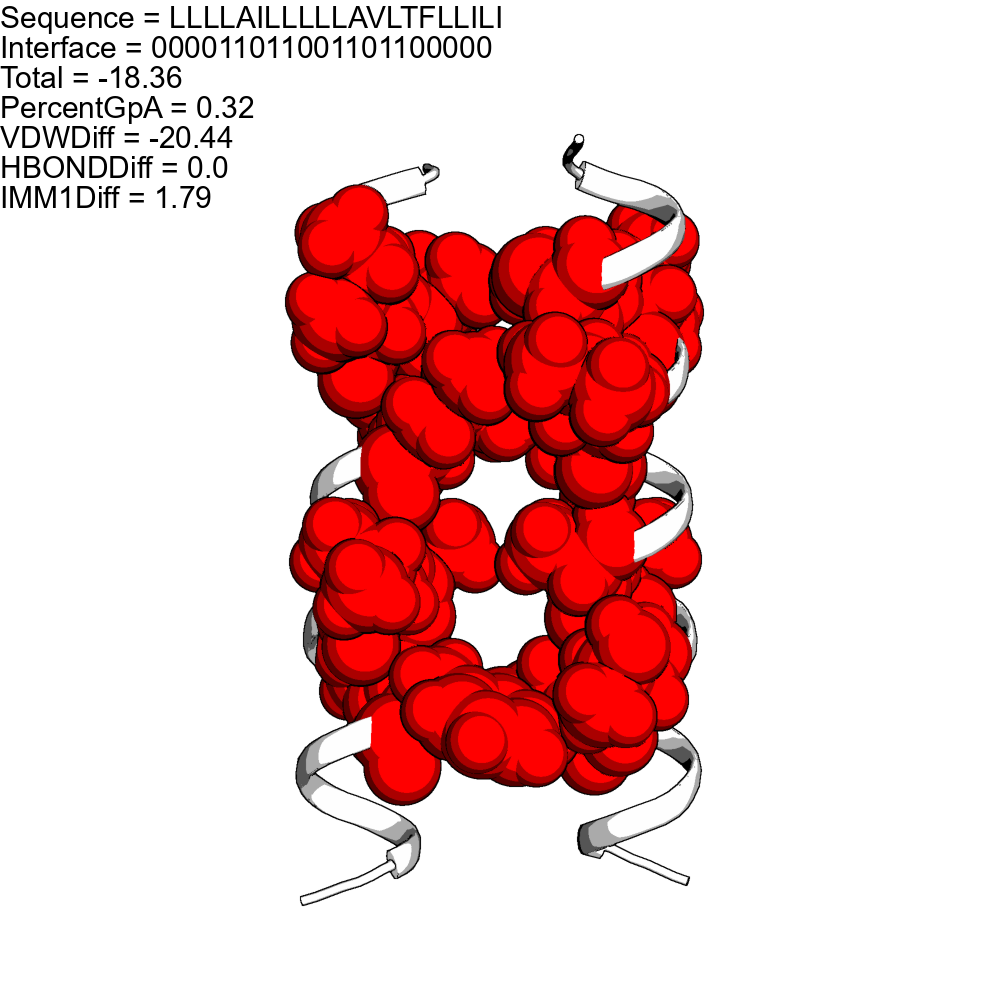 Sequence = LLLLAILLLLLAVLTFLLILI
Interface = 000011011001101100000
Total = -18.36
PercentGpA = 0.32
VDWDiff = -20.44
HBONDDiff = 0.0
IMM1Diff = 1.79